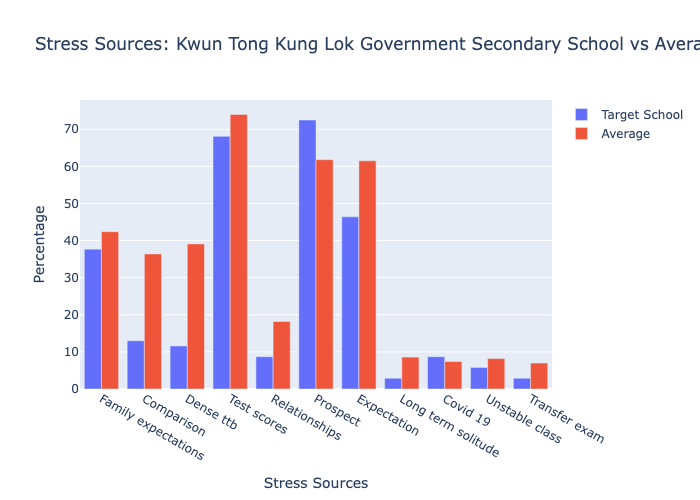 Stress Sources: Kwun Tong Kung Lok Government Secondary School vs Avera
Target School
Average
70
60
50
40
30
20
10
0
Percentage
Family expectations
Comparison
Dense ttb
Test scores
Relationships
Prospect
Expectation
Long term solitude
Covid 19
Unstable class
Transfer exam
Stress Sources